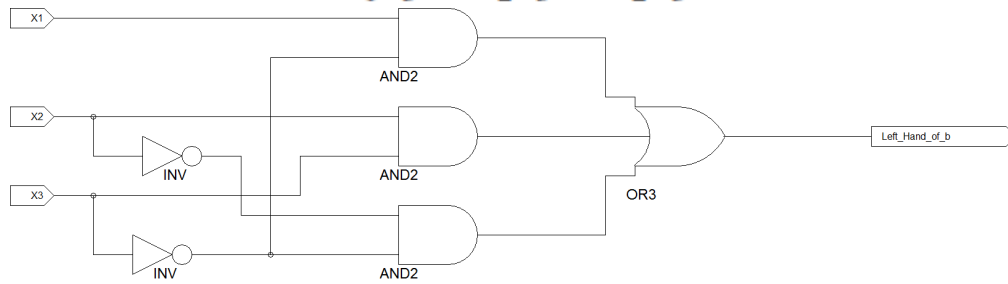 X1
AND2
X2
INV
AND2
Left_Hand_of_b
X3
OR3
INV
AND2